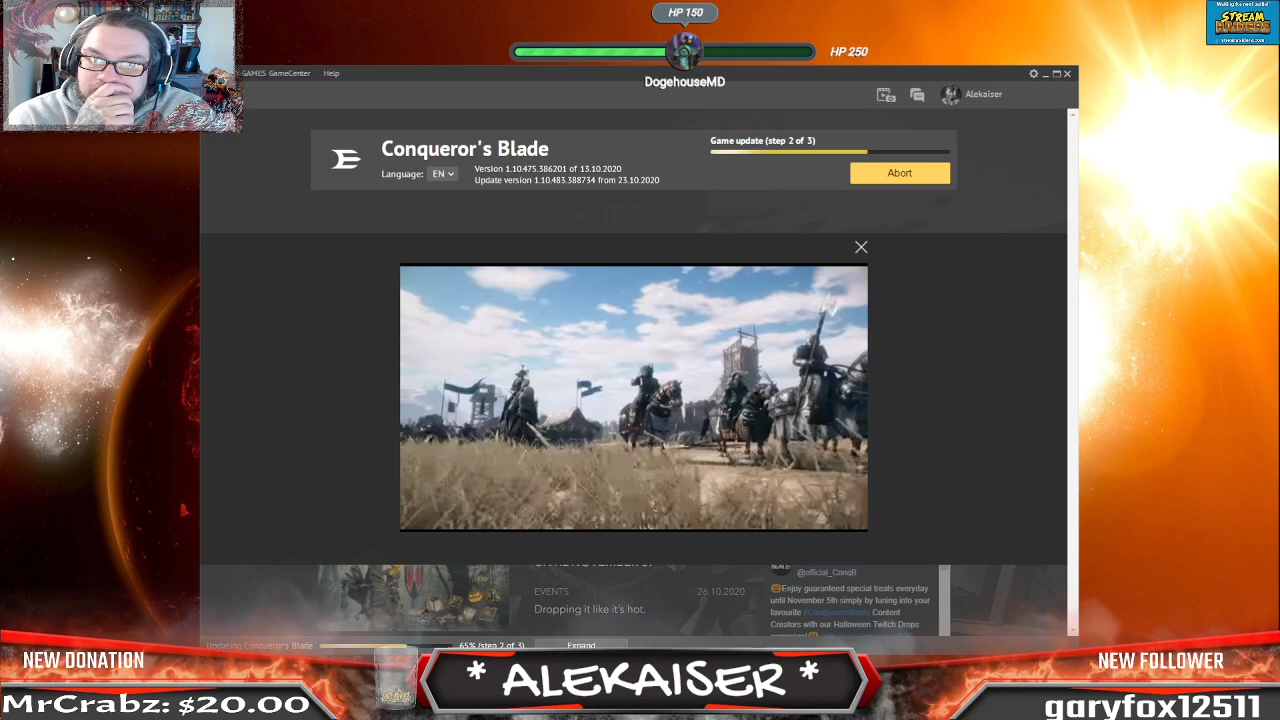 HP 150
HP 250
DogehouseMD
Waiting for next battle!
STREAM
RAIDERS
streamraiders.com
GAMES GameCenter Help
Alekaiser
Conqueror's Blade
Language: EN
Version 1.10.475.386201 of 13.10.2020
Update version 1.10.483.388734 from 23.10.2020
Game update (step 2 of 3)
Abort
EVENTS 26.10.2020
Dropping it like it's hot.
@official_ConqB
Enjoy guaranteed special treats everyday
until November 5th simply by tuning into your
favourite #ConquerorsBlade Content
Creators with our Halloween Twitch Drops
Updating Conqueror's Blade 65% (step 2 of 3) Expand
NEW DONATION
MrCrabz: $20.00
* ALEKAISER *
NEW FOLLOWER
garyfox12511